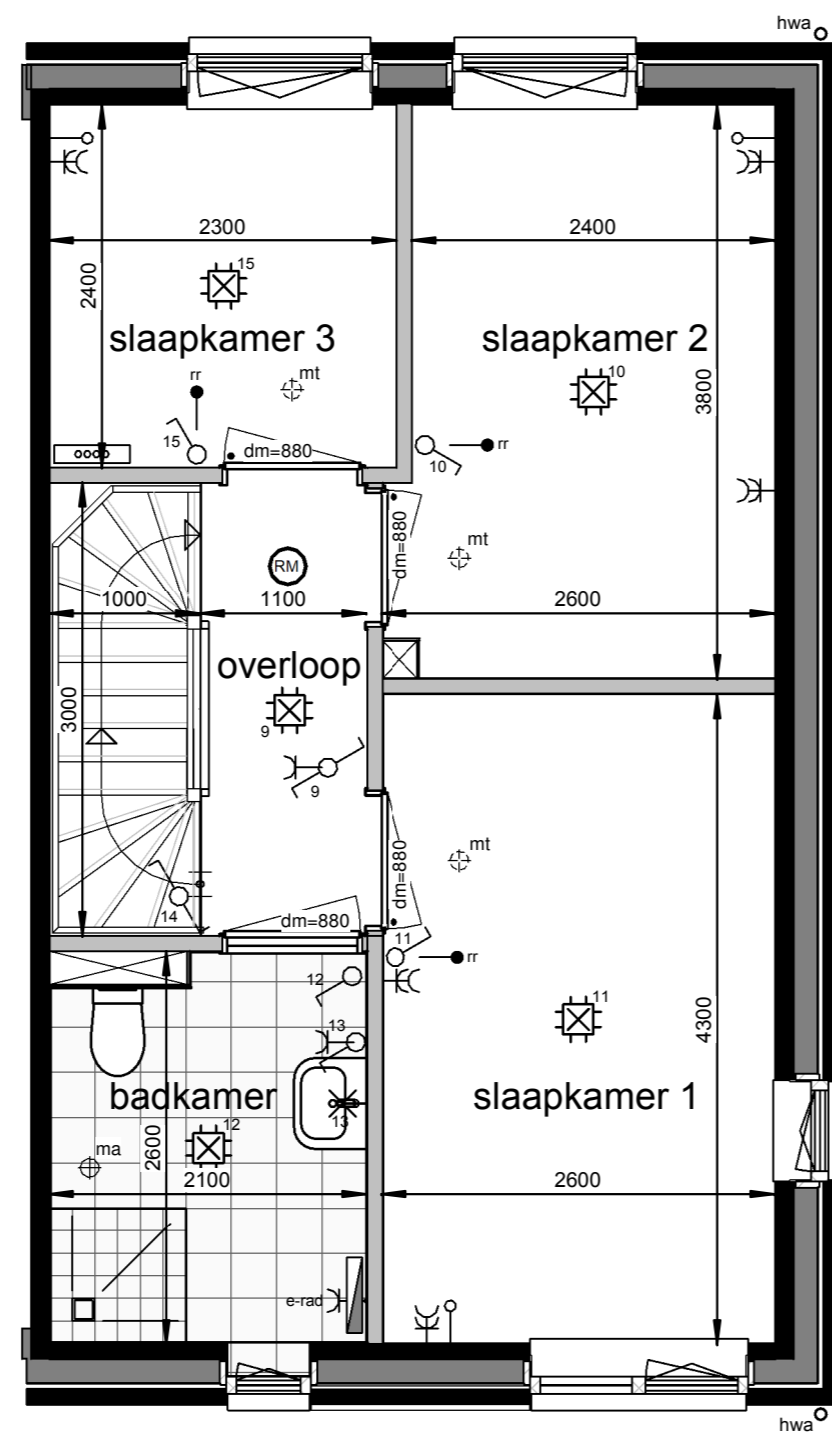 hwa
2300
2400
2400
15
slaapkamer 3
slaapkamer 2
10
3800
rr
mt
15
dm=880
rr
10
mt
dm=880
RM
1000
1100
2600
overloop
9
3000
9
mt
dm=880
14
dm=880
11
rr
12
13
11
4300
badkamer
slaapkamer 1
13
12
ma
2600
2100
2600
e-rad
hwa